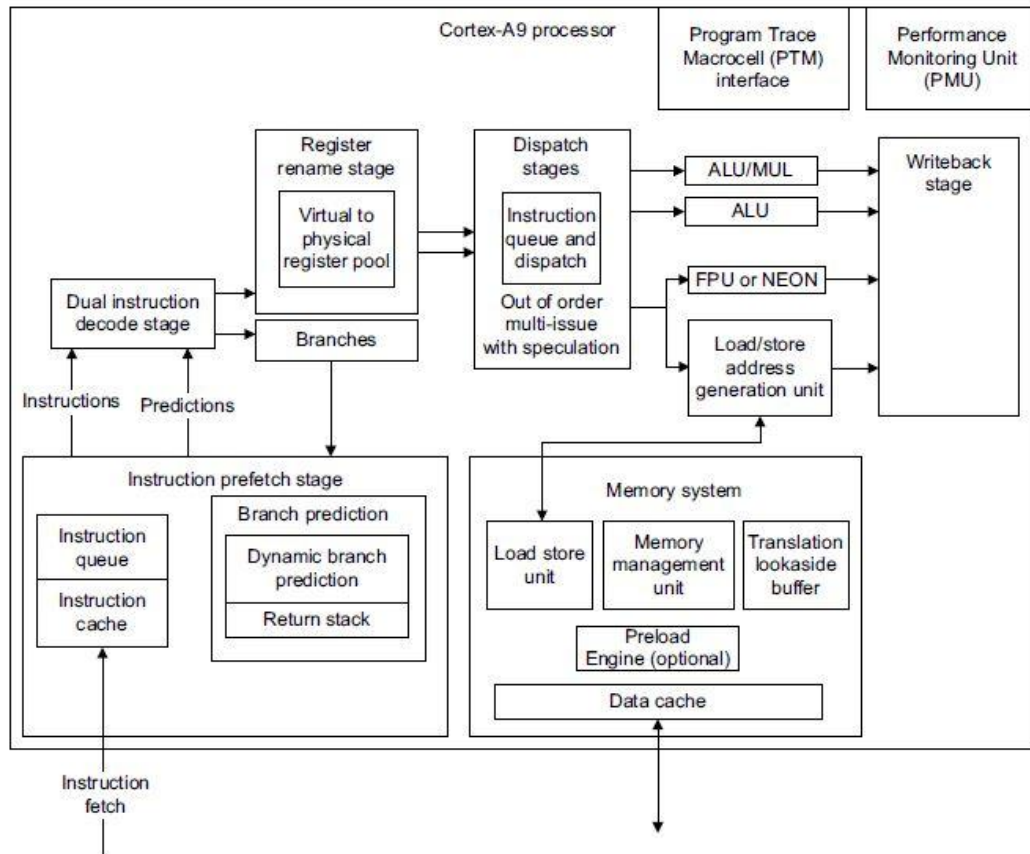 Cortex-A9 processor
Program Trace
Macrocell (PTM)
interface
Performance
Monitoring Unit
(PMU)
Register
rename stage
Virtual to
physical
register pool
Dispatch
stages
Instruction
queue and
dispatch
Out of order
multi-issue
with speculation
ALU/MUL
ALU
FPU or NEON
Load/store
address
generation unit
Writeback
stage
Dual instruction
decode stage
Branches
Instructions
Predictions
Instruction prefetch stage
Instruction
queue
Instruction
cache
Branch prediction
Dynamic branch
prediction
Return stack
Memory system
Load store
unit
Memory
management
unit
Translation
lookaside
buffer
Preload
Engine (optional)
Data cache
Instruction
fetch